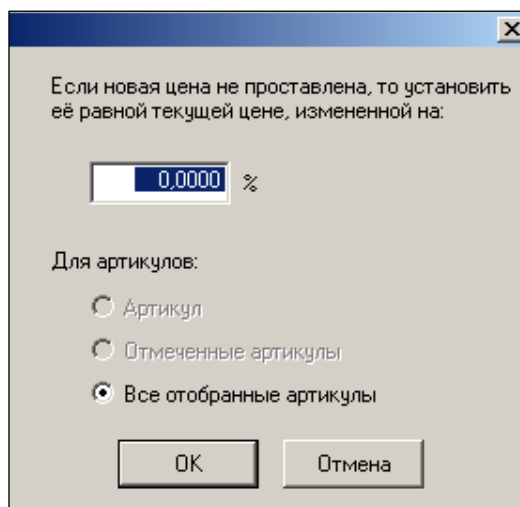 Если новая цена не проставлена, то установить
её равной текущей цене, измененной на:
0,0000 %
Для артикулов:
Артикул
Отмеченные артикулы
Все отобранные артикулы
OK Отмена